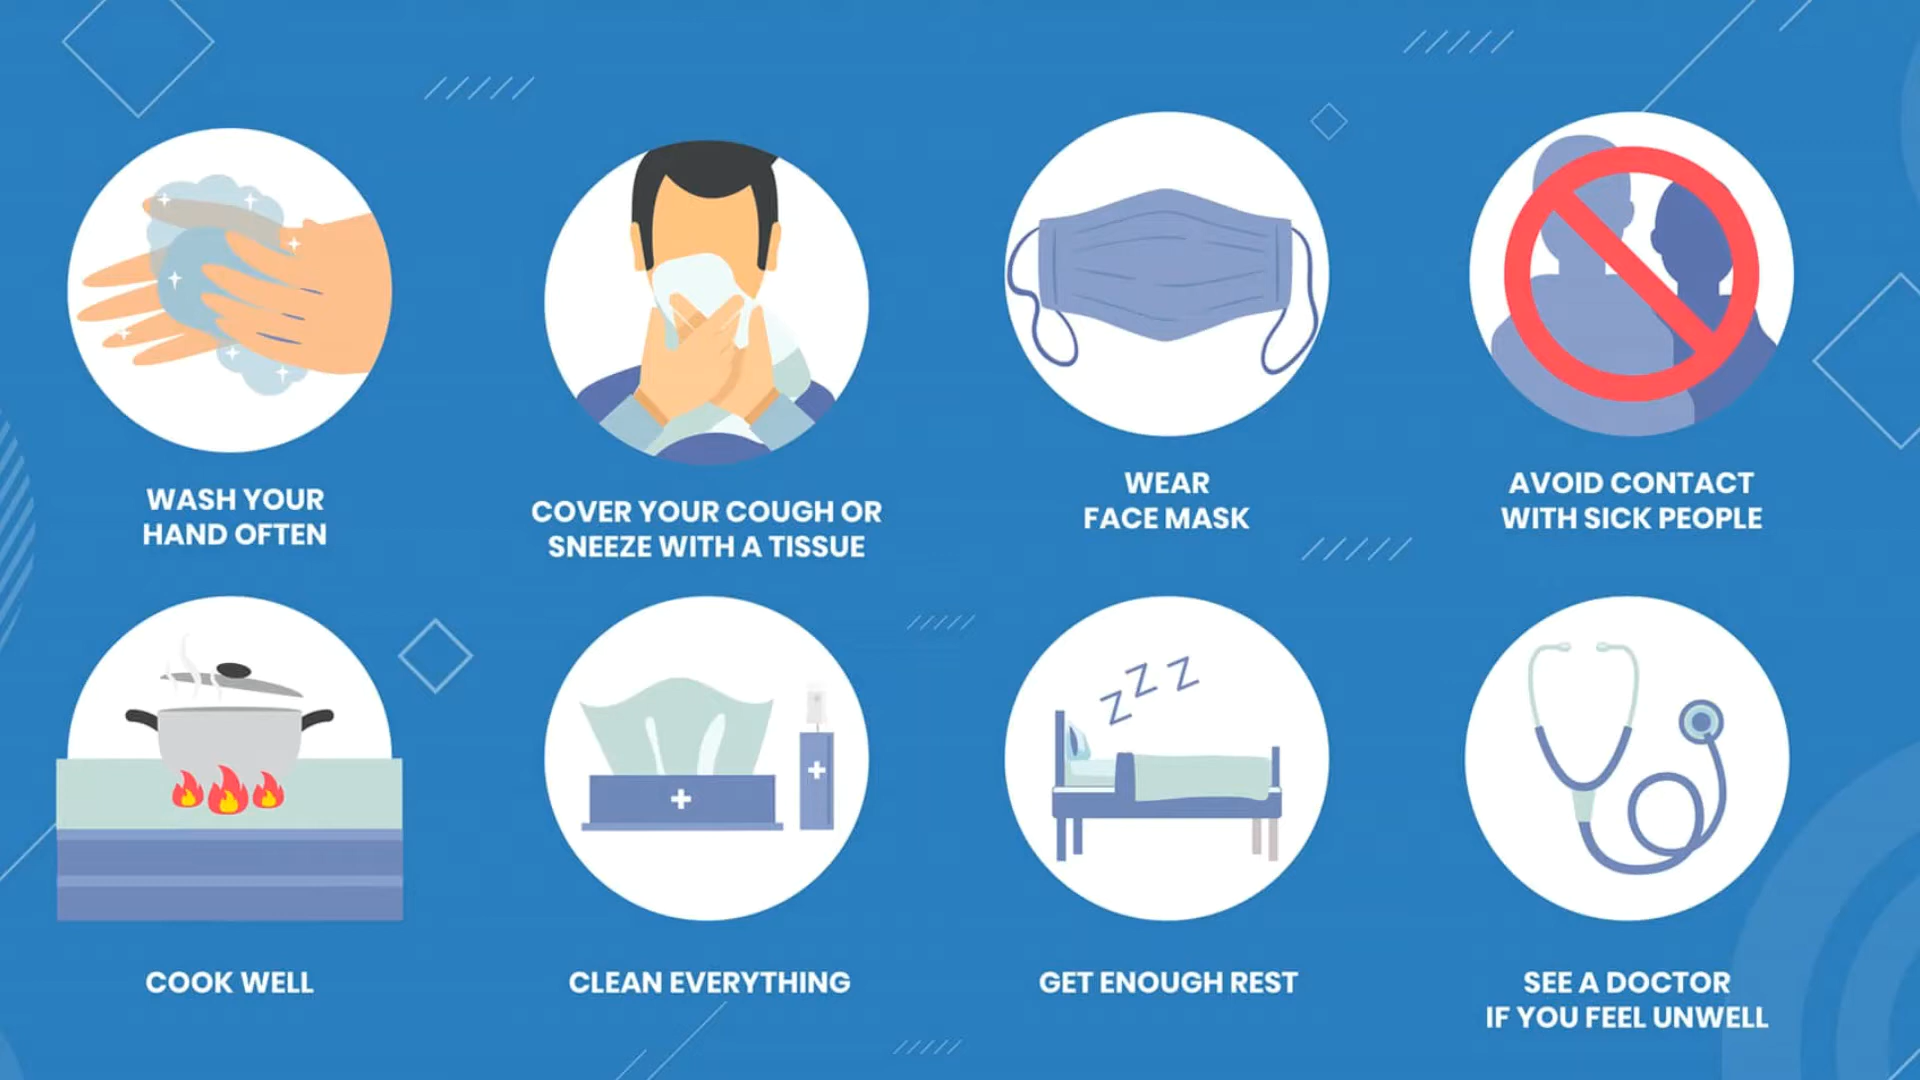 WASH YOUR
HAND OFTEN
COVER YOUR COUGH OR
SNEEZE WITH A TISSUE
WEAR
FACE MASK
AVOID CONTACT
WITH SICK PEOPLE
Z Z Z
COOK WELL
CLEAN EVERYTHING
GET ENOUGH REST
SEE A DOCTOR
IF YOU FEEL UNWELL